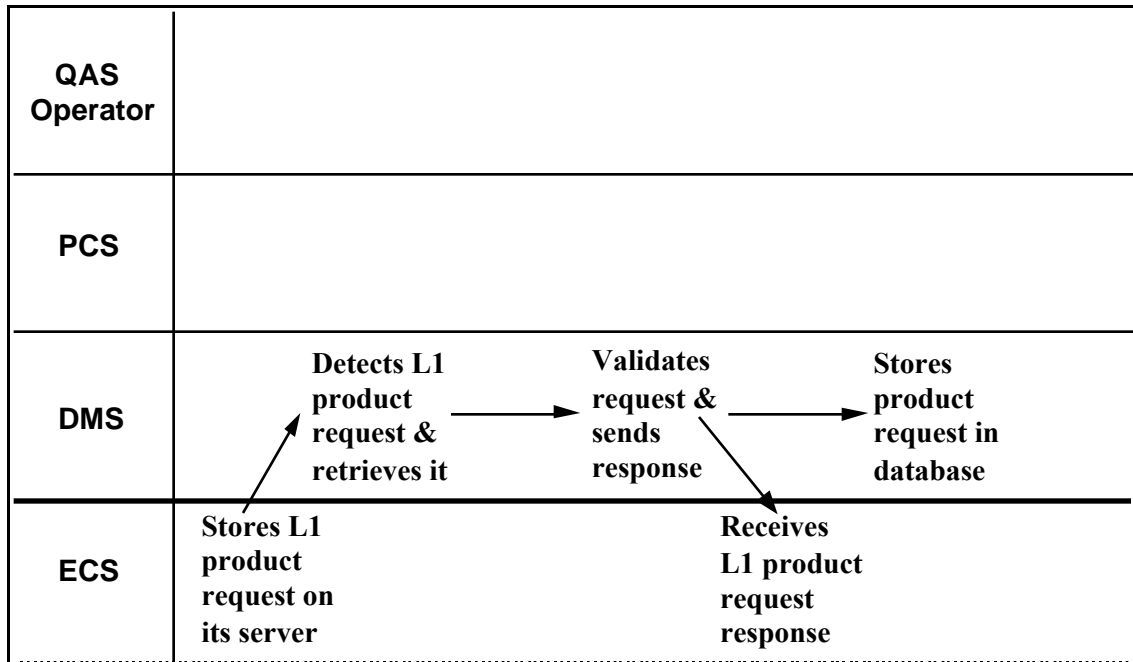 QAS
Operator
PCS
DMS
Detects L1
product
request &
retrieves it
Validates
request &
sends
response
Stores
product
request in
database
ECS
Stores L1
product
request on
its server
Receives
L1 product
request
response